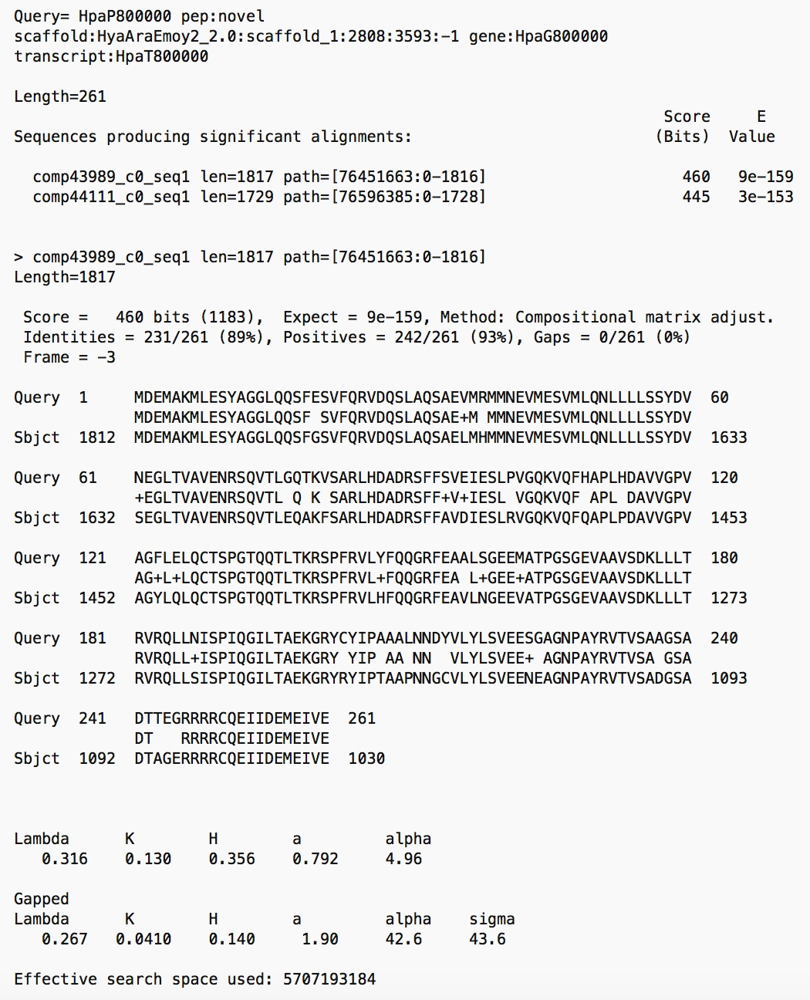 Query= HpaP800000 pep:novel
scaffold:HyaAraEmoy2_2.0:scaffold_1:2808:3593:-1 gene:HpaG800000
transcript:HpaT800000

Length=261
                                                                      Score     E
Sequences producing significant alignments:                          (Bits)  Value

  comp43989_c0_seq1 len=1817 path=[76451663:0-1816]                     460   9e-159
  comp44111_c0_seq1 len=1729 path=[76596385:0-1728]                     445   3e-153


> comp43989_c0_seq1 len=1817 path=[76451663:0-1816]
Length=1817

 Score =   460 bits (1183),  Expect = 9e-159, Method: Compositional matrix adjust.
 Identities = 231/261 (89%), Positives = 242/261 (93%), Gaps = 0/261 (0%)
 Frame = -3

Query  1     MDEMAKMLESYAGGLQQSFESVFQRVDQSLAQSAEVMRMMNEVMESVMLQNLLLLSSYDV  60
             MDEMAKMLESYAGGLQQSF SVFQRVDQSLAQSAE+M MMNEVMESVMLQNLLLLSSYDV
Sbjct  1812  MDEMAKMLESYAGGLQQSFGSVFQRVDQSLAQSAELMHMMNEVMESVMLQNLLLLSSYDV  1633

Query  61    NEGLTVAVENRSQVTLGQTKVSARLHDADRSFFSVEIESLPVGQKVQFHAPLHDAVVGPV  120
             +EGLTVAVENRSQVTL Q K SARLHDADRSFF+V+IESL VGQKVQF APL DAVVGPV
Sbjct  1632  SEGLTVAVENRSQVTLEQAKFSARLHDADRSFFAVDIESLRVGQKVQFQAPLPDAVVGPV  1453

Query  121   AGFLELQCTSPGTQQTLTKRSPFRVLYFQQGRFEAALSGEEMATPGSGEVAAVSDKLLLT  180
             AG+L+LQCTSPGTQQTLTKRSPFRVL+FQQGRFEA L+GEE+ATPGSGEVAAVSDKLLLT
Sbjct  1452  AGYLQLQCTSPGTQQTLTKRSPFRVLHFQQGRFEAVLNGEEVATPGSGEVAAVSDKLLLT  1273

Query  181   RVRQLLNISPIQGILTAEKGRYCYIPAAALNNDYVLYLSVEESGAGNPAYRVTVSAAGSA  240
             RVRQLL+ISPIQGILTAEKGRY YIP AA NN  VLYLSVEE+ AGNPAYRVTVSA GSA
Sbjct  1272  RVRQLLSISPIQGILTAEKGRYRYIPTAAPNNGCVLYLSVEENEAGNPAYRVTVSADGSA  1093

Query  241   DTTEGRRRRCQEIIDEMEIVE  261
             DT   RRRRCQEIIDEMEIVE
Sbjct  1092  DTAGERRRRCQEIIDEMEIVE  1030



Lambda      K        H        a         alpha
   0.316    0.130    0.356    0.792     4.96

Gapped
Lambda      K        H        a         alpha    sigma
   0.267   0.0410    0.140     1.90     42.6     43.6

Effective search space used: 5707193184